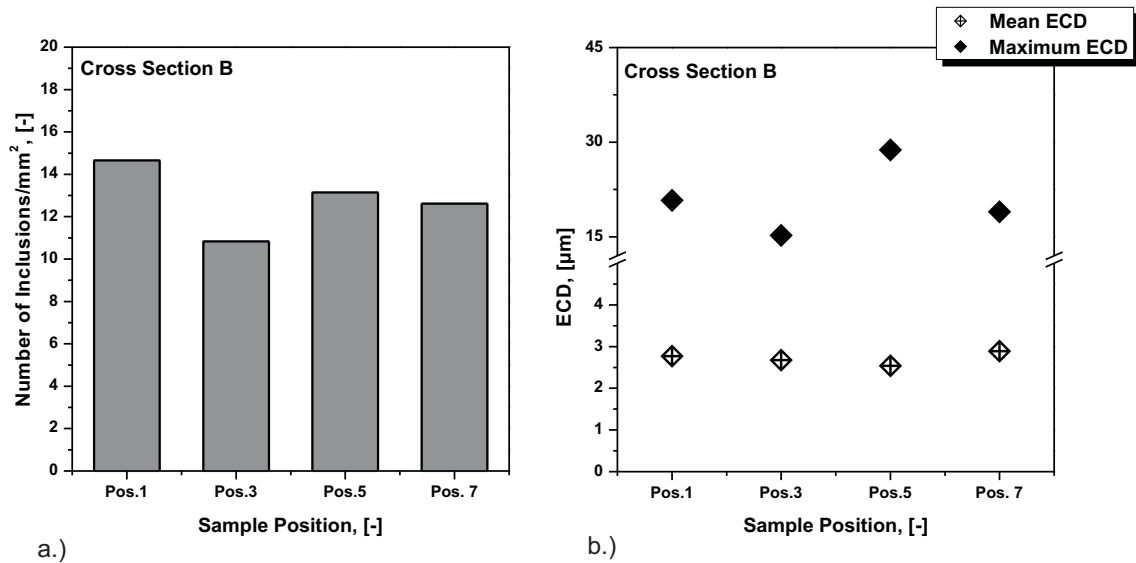 Mean ECD
Maximum ECD
Cross Section B
20
18
16
14
12
10
8
6
4
2
0
Number of Inclusions/mm², [-]
Pos.1 Pos.3 Pos.5 Pos. 7
Sample Position, [-]
a.)
Cross Section B
45
30
15
4
3
2
1
0
ECD, [µm]
Pos.1 Pos.3 Pos.5 Pos. 7
Sample Position, [-]
b.)